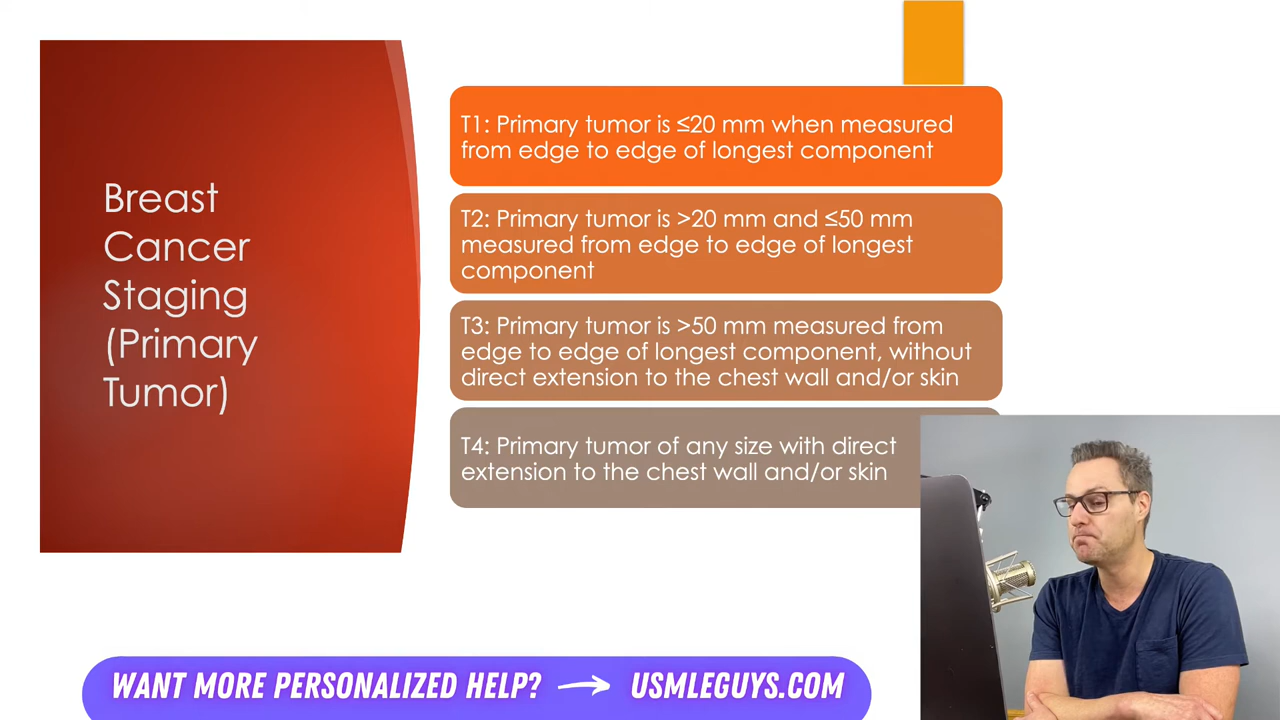 Breast
Cancer
Staging
(Primary
Tumor)
T1: Primary tumor is ≤20 mm when measured
from edge to edge of longest component
T2: Primary tumor is >20 mm and ≤50 mm
measured from edge to edge of longest
component
T3: Primary tumor is >50 mm measured from
edge to edge of longest component, without
direct extension to the chest wall and/or skin
T4: Primary tumor of any size with direct
extension to the chest wall and/or skin
WANT MORE PERSONALIZED HELP? → USMLEGUYS.COM